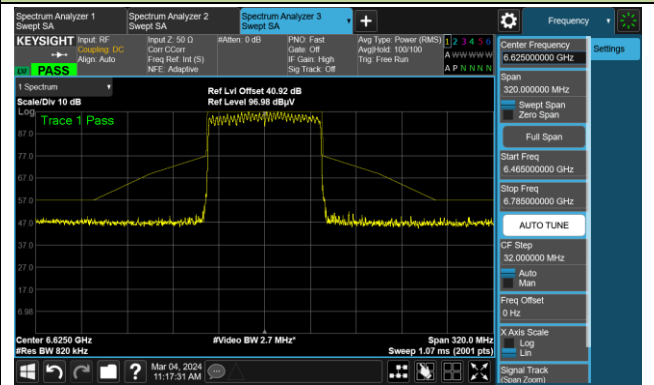 Spectrum Analyzer 1
Swept SA
Spectrum Analyzer 2
Swept SA
Spectrum Analyzer 3
Swept SA
Frequency
KEYSIGHT
Input: RF
Coupling: DC
Align: Auto
Input Z: 50 Ω
Corr CCorr
Freq Ref: Int (S)
NFE: Adaptive
#Atten: 0 dB
PNO: Fast
Gate: Off
IF Gain: High
Sig Track: Off
Avg Type: Power (RMS)
Avg|Hold: 100/100
Trig: Free Run
1 2 3 4 5 6
A W W W W W
A P N N N N
PASS
Center Frequency
6.625000000 GHz
Settings
Span
320.000000 MHz
Swept Span
Zero Span
Full Span
Start Freq
6.465000000 GHz
Stop Freq
6.785000000 GHz
AUTO TUNE
CF Step
32.000000 MHz
Auto
Man
Freq Offset
0 Hz
X Axis Scale
Log
Lin
Signal Track
(Span Zoom)
1 Spectrum
Scale/Div 10 dB
Ref Lvl Offset 40.92 dB
Ref Level 96.98 dBµV
Log
Trace 1 Pass
87.0
77.0
67.0
57.0
47.0
37.0
27.0
17.0
6.98
Center 6.6250 GHz
#Res BW 820 kHz
#Video BW 2.7 MHz*
Span 320.0 MHz
Sweep 1.07 ms (2001 pts)
Mar 04, 2024
11:17:31 AM